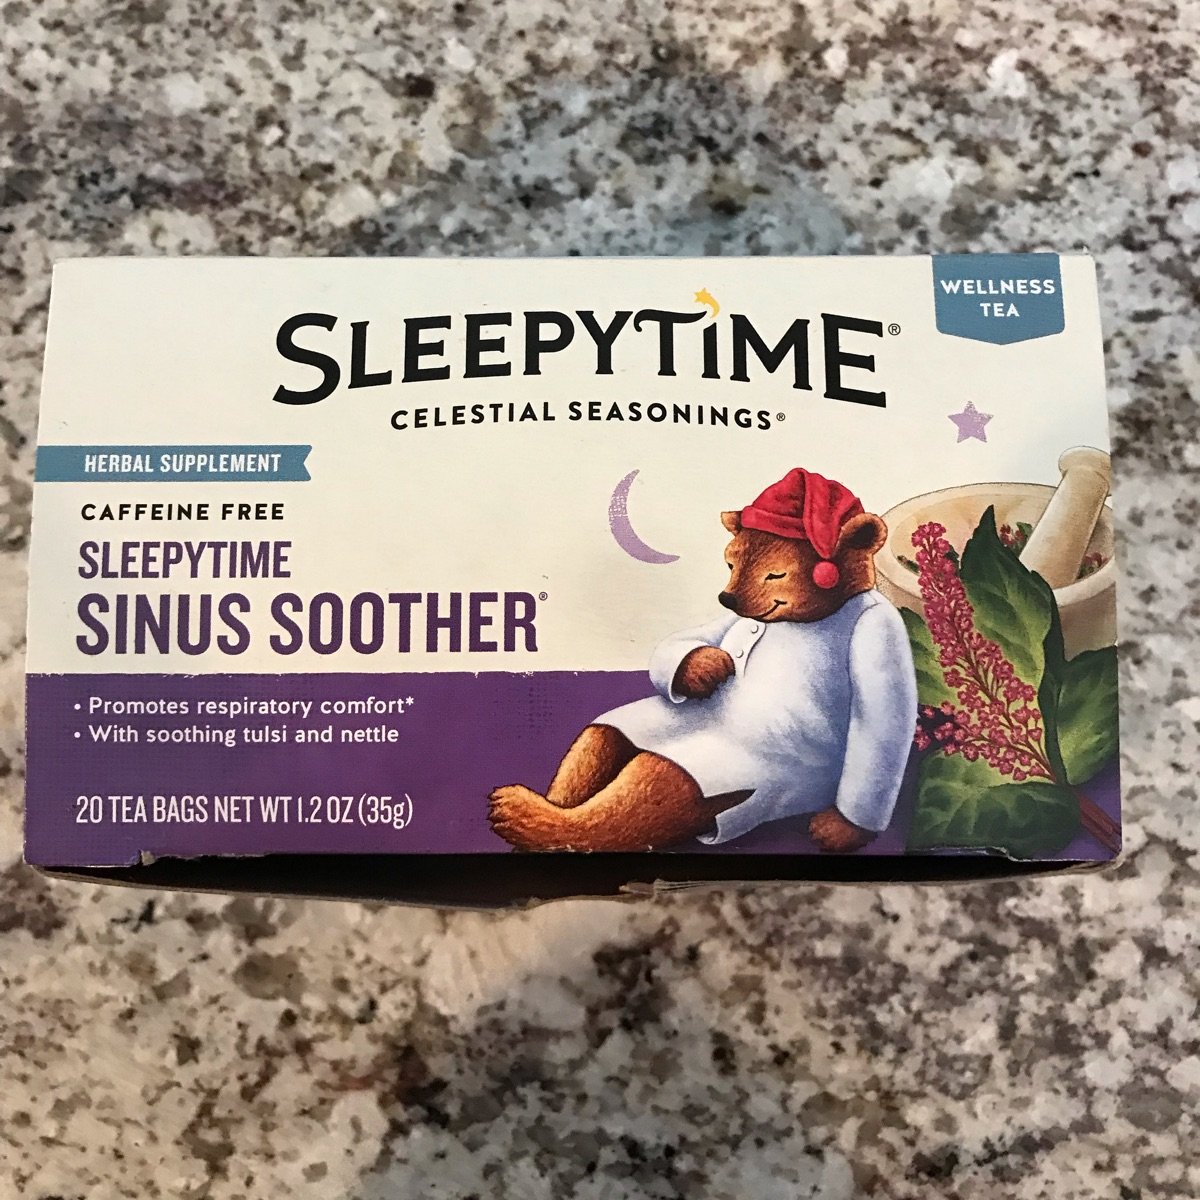 WELLNESS
TEA
SLEEPYTIME®
CELESTIAL SEASONINGS®
HERBAL SUPPLEMENT
CAFFEINE FREE
SLEEPYTIME
SINUS SOOTHER®
• Promotes respiratory comfort*
• With soothing tulsi and nettle
20 TEA BAGS NET WT 1.2 OZ (35g)